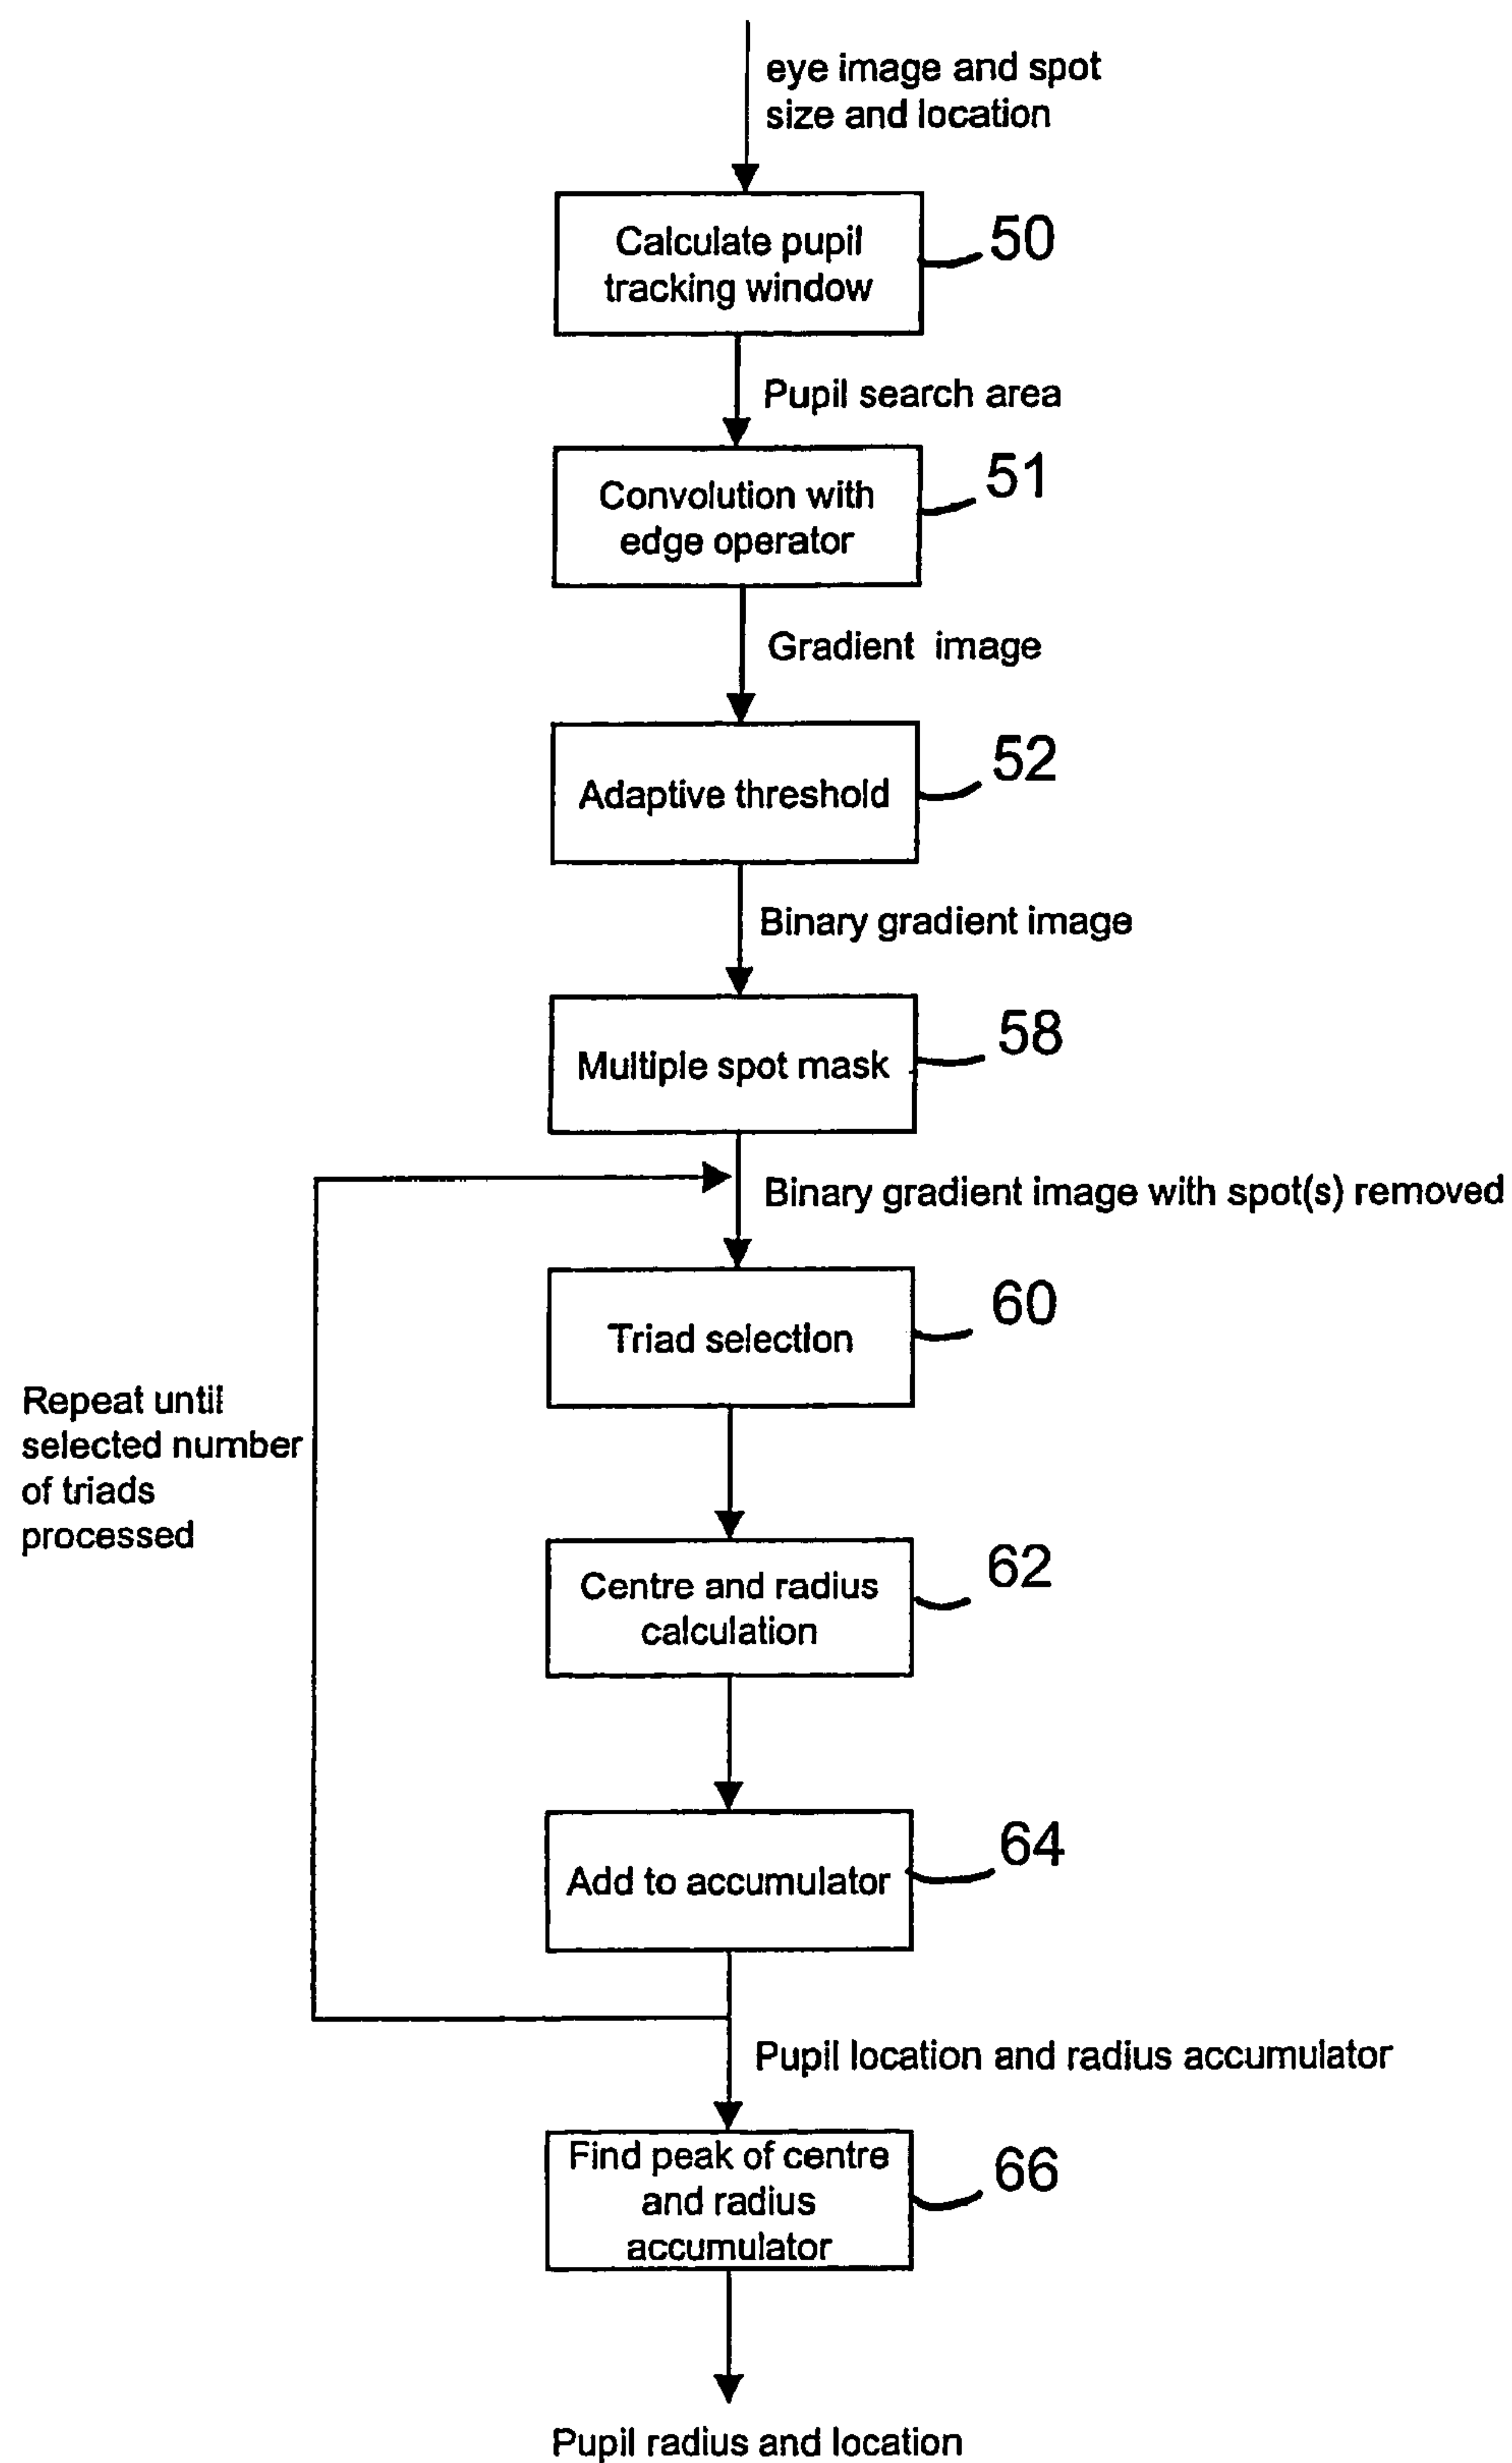 eye image and spot
size and location
Calculate pupil
tracking window
50
Pupil search area
Convolution with
edge operator
51
Gradient image
Adaptive threshold
52
Binary gradient image
Multiple spot mask
58
Binary gradient image with spot(s) removed
Triad selection
60
Repeat until
selected number
of triads
processed
Centre and radius
calculation
62
Add to accumulator
64
Pupil location and radius accumulator
Find peak of centre
and radius
accumulator
66
Pupil radius and location